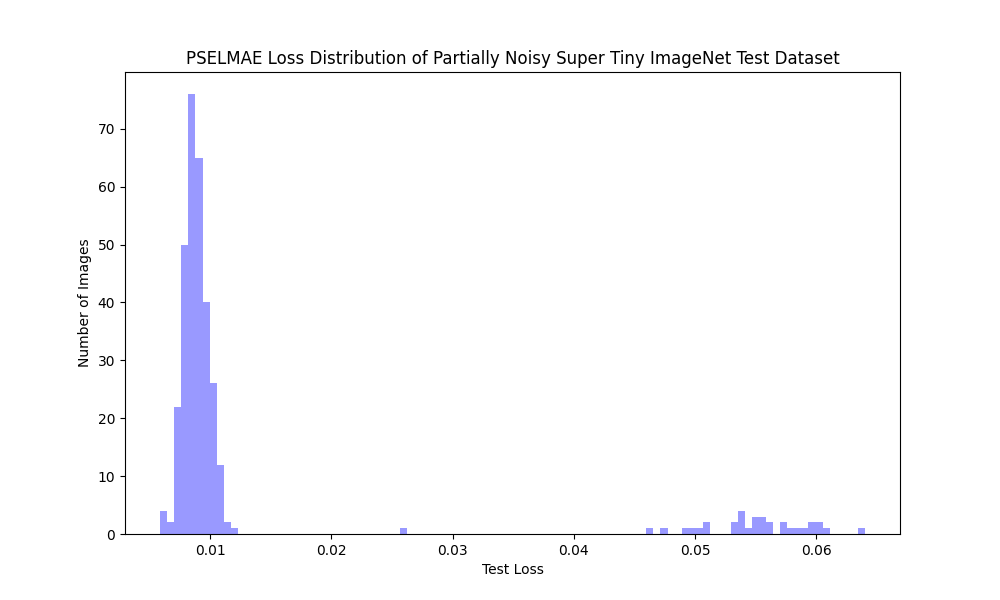 PSELMAE Loss Distribution of Partially Noisy Super Tiny ImageNet Test Dataset
Number of Images
70
60
50
40
30
20
10
0
0.01 0.02 0.03 0.04 0.05 0.06
Test Loss